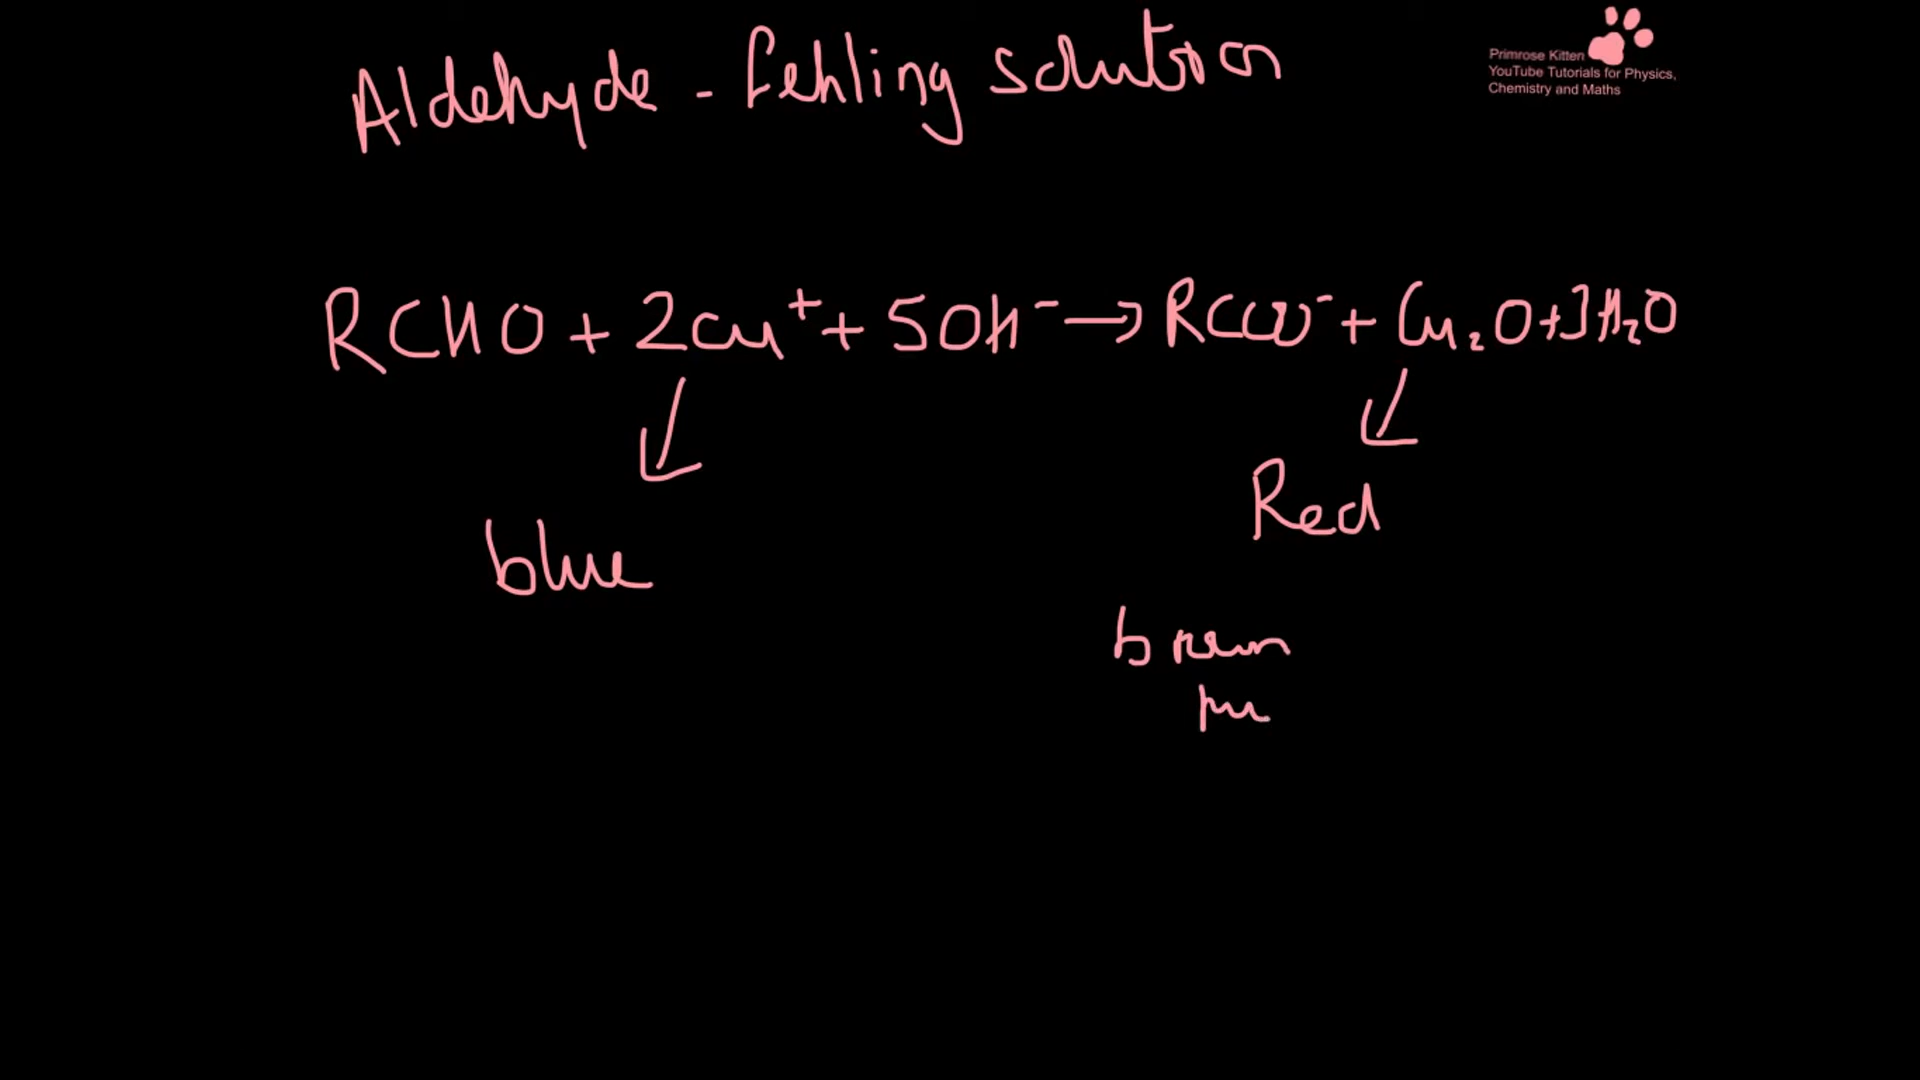 Aldehyde - fehling solution
Primrose Kitten
YouTube Tutorials for Physics,
Chemistry and Maths
RCHO + 2Cu⁺ + 5OH⁻ → RCOO⁻ + Cu₂O + 3H₂O
blue
Red
brown